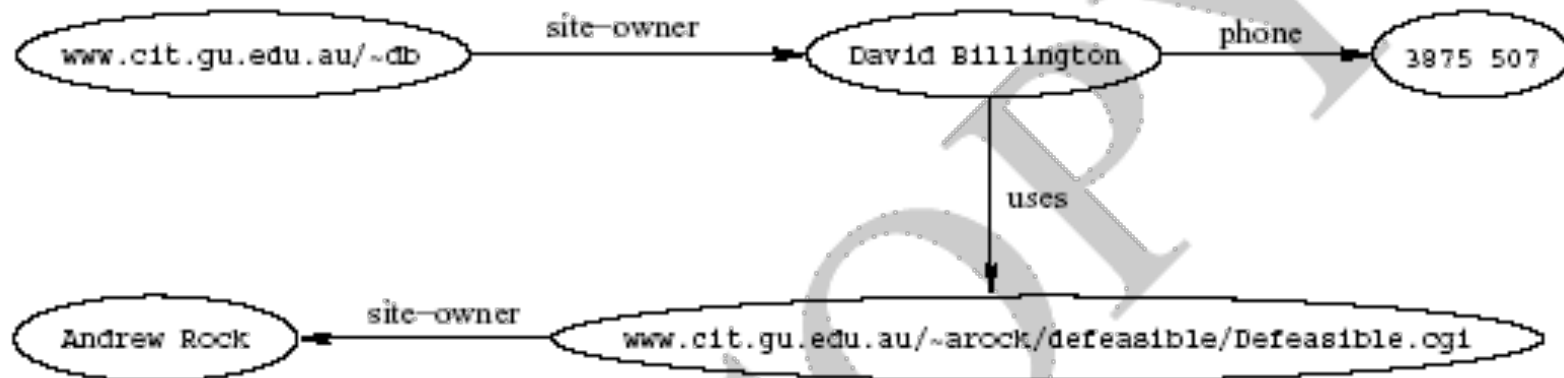 site-owner
phone
www.cit.gu.edu.au/~db
David Billington
3875 507
uses
site-owner
Andrew Rock
www.cit.gu.edu.au/~arock/defeasible/Defeasible.cgi